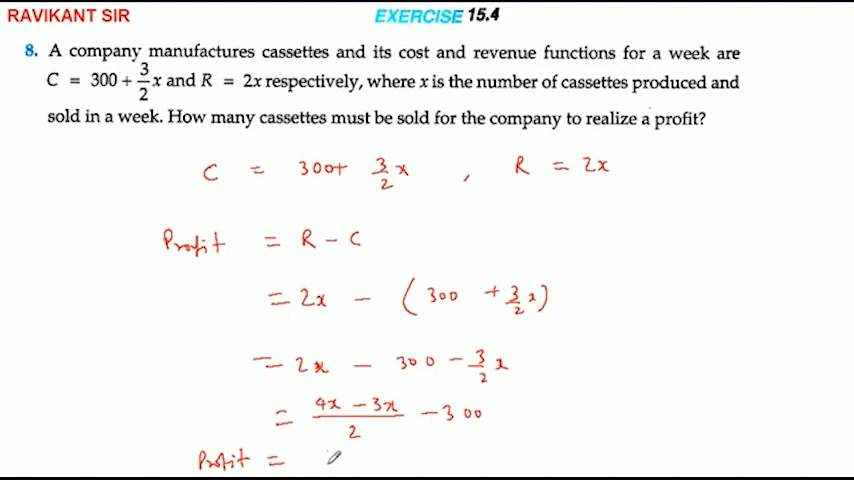 RAVIKANT SIR
EXERCISE 15.4
8. A company manufactures cassettes and its cost and revenue functions for a week are
C = 300 + 3/2 x and R = 2x respectively, where x is the number of cassettes produced and
sold in a week. How many cassettes must be sold for the company to realize a profit?
C = 300+ 3/2 x , R = 2x
Profit = R - C
= 2x - (300 + 3/2 x)
= 2x - 300 - 3/2 x
= 4x - 3x / 2 - 300
Profit =